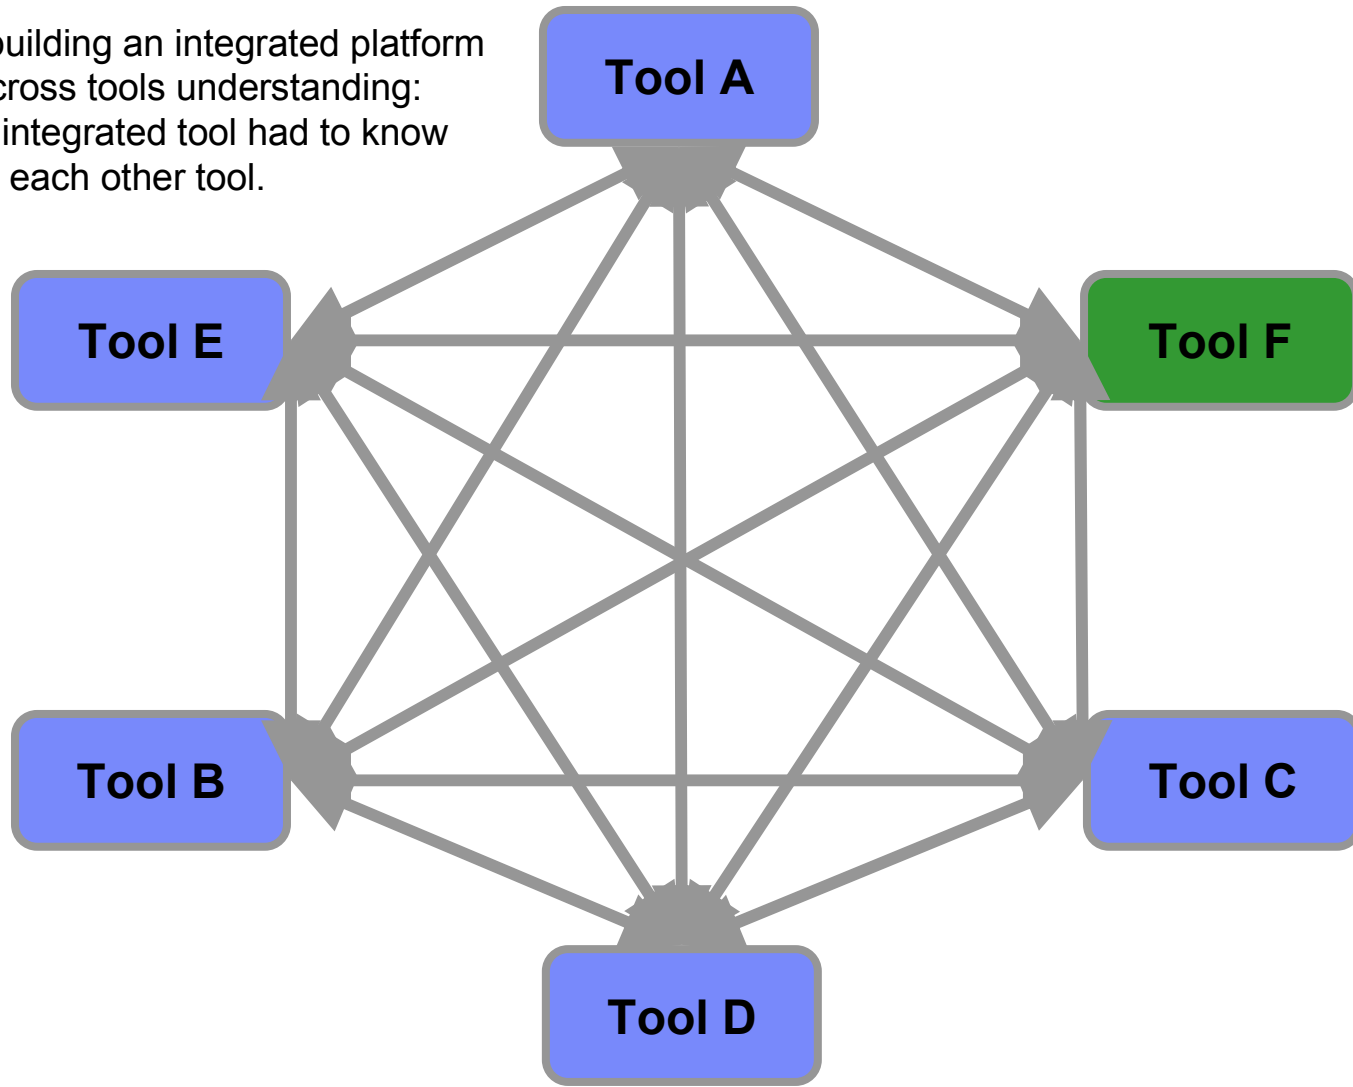 building an integrated platform
cross tools understanding:
integrated tool had to know
each other tool.
Tool A
Tool E
Tool F
Tool B
Tool C
Tool D